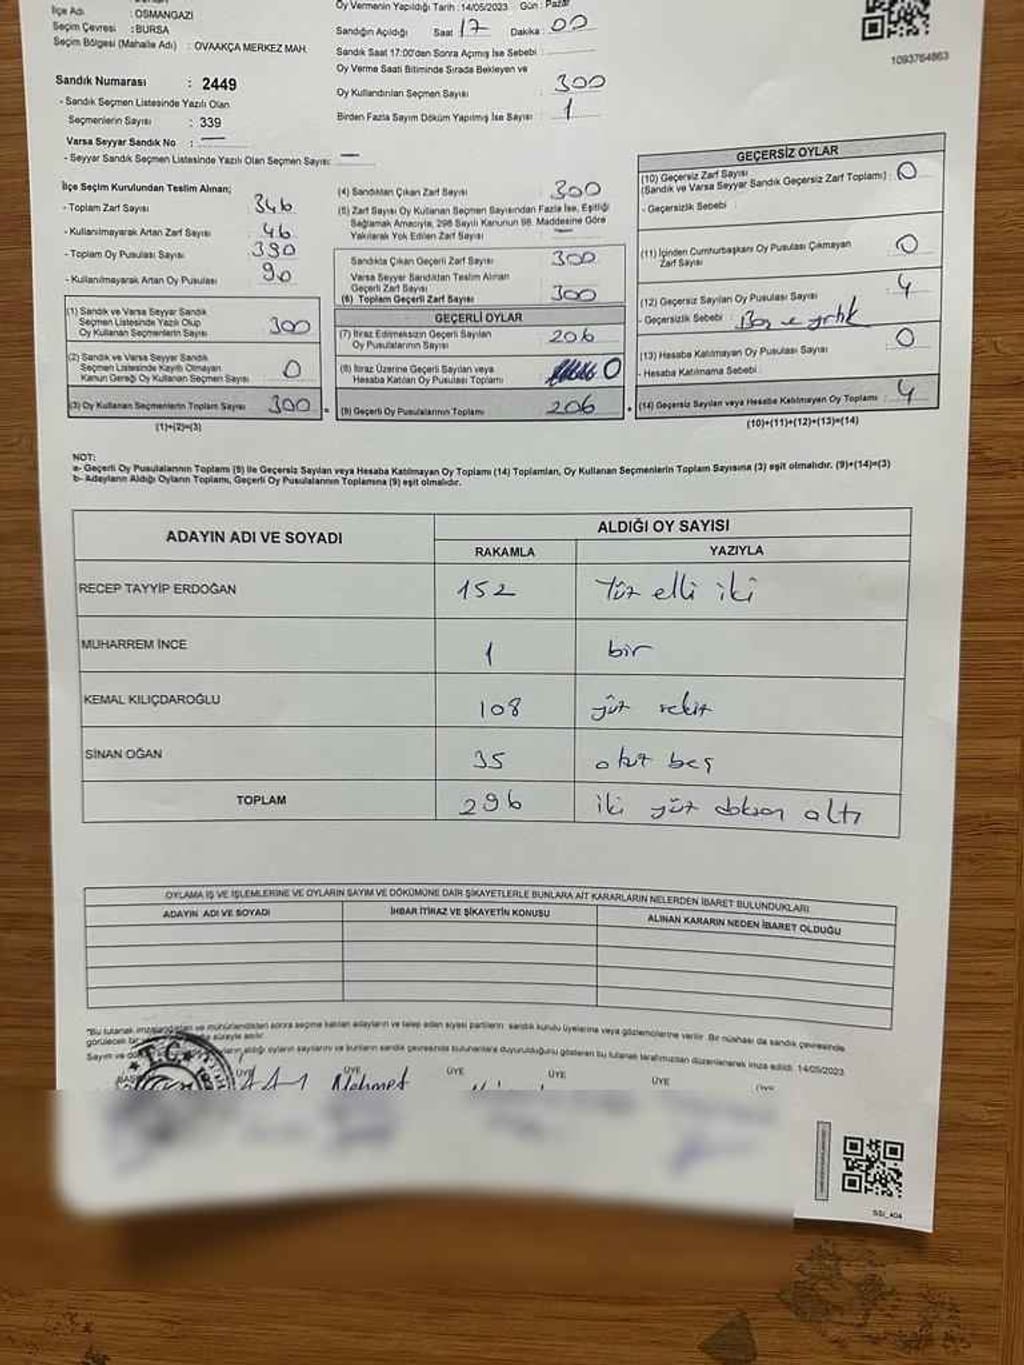 İlçe Adı : OSMANGAZİ
Seçim Çevresi : BURSA
Seçim Bölgesi (Mahalle Adı) : OVAAKÇA MERKEZ MAH.
Sandık Numarası : 2449
- Sandık Seçmen Listesinde Yazılı Olan
Seçmenlerin Sayısı : 339
Varsa Seyyar Sandık No : —
- Seyyar Sandık Seçmen Listesinde Yazılı Olan Seçmen Sayısı: —
Oy Vermenin Yapıldığı Tarih : 14/05/2023 Gün : Pazar
Sandığın Açıldığı Saat : 17 Dakika : 00
Sandık Saat 17:00'dan Sonra Açılmış İse Sebebi :
Oy Verme Saati Bitiminde Sırada Bekleyen ve
Oy Kullandırılan Seçmen Sayısı : 300
Birden Fazla Sayım Döküm Yapılmış İse Sayısı : 1
1093764863
İlçe Seçim Kurulundan Teslim Alınan;
- Toplam Zarf Sayısı : 346
- Kullanılmayarak Artan Zarf Sayısı : 46
- Toplam Oy Pusulası Sayısı : 390
- Kullanılmayarak Artan Oy Pusulası : 90
(1) Sandık ve Varsa Seyyar Sandık
Seçmen Listesinde Yazılı Olup
Oy Kullanan Seçmenlerin Sayısı : 300
(2) Sandık ve Varsa Seyyar Sandık
Seçmen Listesinde Kayıtlı Olmayan
Kanun Gereği Oy Kullanan Seçmen Sayısı : 0
(3) Oy Kullanan Seçmenlerin Toplam Sayısı : 300
(1)+(2)=(3)
(4) Sandıktan Çıkan Zarf Sayısı : 300
(5) Zarf Sayısı Oy Kullanan Seçmen Sayısından Fazla İse, Eşitliği
Sağlamak Amacıyla, 298 Sayılı Kanunun 98. Maddesine Göre
Yakılarak Yok Edilen Zarf Sayısı : —
Sandıkta Çıkan Geçerli Zarf Sayısı : 300
Varsa Seyyar Sandıktan Teslim Alınan
Geçerli Zarf Sayısı
(6) Toplam Geçerli Zarf Sayısı : 300
GEÇERLİ OYLAR
(7) İtiraz Edilmeksizin Geçerli Sayılan
Oy Pusulalarının Sayısı : 206
(8) İtiraz Üzerine Geçerli Sayılan veya
Hesaba Katılan Oy Pusulası Toplamı : 0
(9) Geçerli Oy Pusulalarının Toplamı : 206
GEÇERSİZ OYLAR
(10) Geçersiz Zarf Sayısı
(Sandık ve Varsa Seyyar Sandık Geçersiz Zarf Toplamı) : 0
- Geçersizlik Sebebi :
(11) İçinden Cumhurbaşkanı Oy Pusulası Çıkmayan
Zarf Sayısı : 0
(12) Geçersiz Sayılan Oy Pusulası Sayısı : 4
- Geçersizlik Sebebi : Boş ve yırtık
(13) Hesaba Katılmayan Oy Pusulası Sayısı : 0
- Hesaba Katılmama Sebebi :
(14) Geçersiz Sayılan veya Hesaba Katılmayan Oy Toplamı : 4
(10)+(11)+(12)+(13)=(14)
NOT:
a- Geçerli Oy Pusulalarının Toplamı (9) ile Geçersiz Sayılan veya Hesaba Katılmayan Oy Toplamı (14) Toplamları, Oy Kullanan Seçmenlerin Toplam Sayısına (3) eşit olmalıdır. (9)+(14)=(3)
b- Adayların Aldığı Oyların Toplamı, Geçerli Oy Pusulalarının Toplamına (9) eşit olmalıdır.
ADAYIN ADI VE SOYADI
ALDIĞI OY SAYISI
RAKAMLA YAZIYLA
RECEP TAYYİP ERDOĞAN 152 Yüz elli iki
MUHARREM İNCE 1 bir
KEMAL KILIÇDAROĞLU 108 yüz sekiz
SİNAN OĞAN 35 otuz beş
TOPLAM 296 iki yüz doksan altı
OYLAMA İŞ VE İŞLEMLERİNE VE OYLARIN SAYIM VE DÖKÜMÜNE DAİR ŞİKAYETLERLE BUNLARA AİT KARARLARIN NELERDEN İBARET BULUNDUKLARI
ADAYIN ADI VE SOYADI İHBAR İTİRAZ VE ŞİKAYETİN KONUSU ALINAN KARARIN NEDEN İBARET OLDUĞU
*Bu tutanak imzalandıktan ve mühürlendikten sonra seçime katılan adayların ve talep eden siyasi partilerin sandık kurulu üyelerine veya gözlemcilerine verilir. Bir nüshası da sandık çevresinde
görülecek bir süreyle asılır.
Sayım ve aldığı oyların sayılarını ve bunların sandık çevresinde bulunanlara duyurulduğunu gösteren bu tutanak tarafımızdan düzenlenerek imza edildi. 14/05/2023
T.C.
ÜYE ÜYE ÜYE ÜYE ÜYE
Mehmet
SSI_404